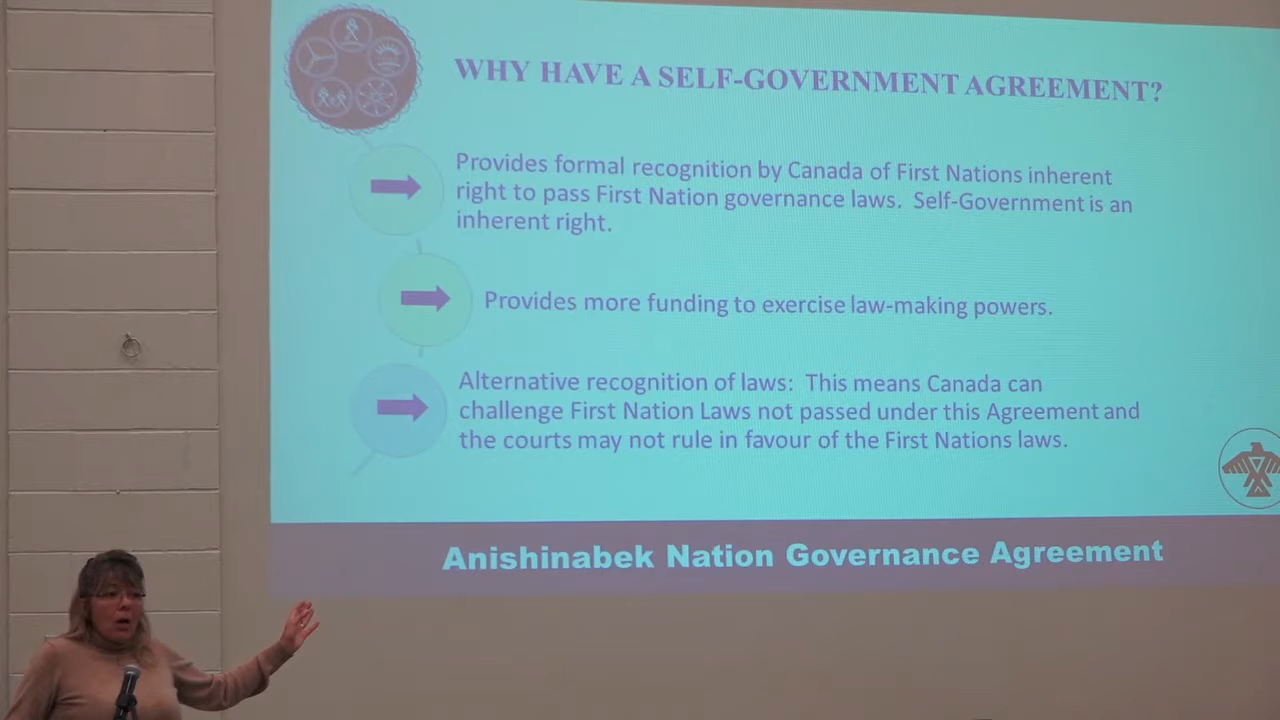 WHY HAVE A SELF-GOVERNMENT AGREEMENT?
Provides formal recognition by Canada of First Nations inherent
right to pass First Nation governance laws.  Self-Government is an
inherent right.
Provides more funding to exercise law-making powers.
Alternative recognition of laws:  This means Canada can
challenge First Nation Laws not passed under this Agreement and
the courts may not rule in favour of the First Nations laws.
Anishinabek Nation Governance Agreement